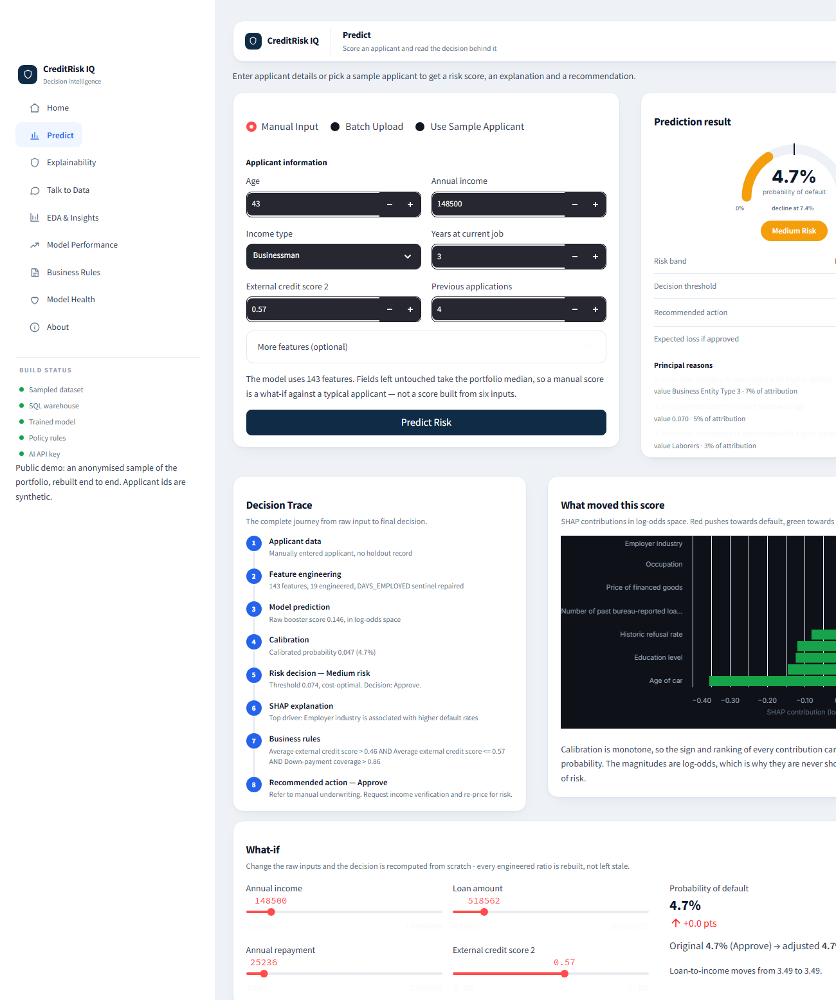 CreditRisk IQ
Decision intelligence
Home
Predict
Explainability
Talk to Data
EDA & Insights
Model Performance
Business Rules
Model Health
About
BUILD STATUS
Sampled dataset
SQL warehouse
Trained model
Policy rules
AI API key
Public demo: an anonymised sample of the
portfolio, rebuilt end to end. Applicant ids are
synthetic.
CreditRisk IQ
Predict
Score an applicant and read the decision behind it
Enter applicant details or pick a sample applicant to get a risk score, an explanation and a recommendation.
Manual Input Batch Upload Use Sample Applicant
Applicant information
Age Annual income
43 − + 148500 − +
Income type Years at current job
Businessman 3 − +
External credit score 2 Previous applications
0.57 − + 4 − +
More features (optional)
The model uses 143 features. Fields left untouched take the portfolio median, so a manual score
is a what-if against a typical applicant — not a score built from six inputs.
Predict Risk
Prediction result
4.7%
probability of default
0% decline at 7.4%
Medium Risk
Risk band
Decision threshold
Recommended action
Expected loss if approved
Principal reasons
value Business Entity Type 3 · 7% of attribution
value 0.070 · 5% of attribution
value Laborers · 3% of attribution
Decision Trace
The complete journey from raw input to final decision.
1 Applicant data
Manually entered applicant, no holdout record
2 Feature engineering
143 features, 19 engineered, DAYS_EMPLOYED sentinel repaired
3 Model prediction
Raw booster score 0.146, in log-odds space
4 Calibration
Calibrated probability 0.047 (4.7%)
5 Risk decision — Medium risk
Threshold 0.074, cost-optimal. Decision: Approve.
6 SHAP explanation
Top driver: Employer industry is associated with higher default rates
7 Business rules
Average external credit score > 0.46 AND Average external credit score <= 0.57
AND Down-payment coverage > 0.86
8 Recommended action — Approve
Refer to manual underwriting. Request income verification and re-price for risk.
What moved this score
SHAP contributions in log-odds space. Red pushes towards default, green towards
Employer industry
Occupation
Price of financed goods
Number of past bureau-reported loa...
Historic refusal rate
Education level
Age of car
−0.40 −0.30 −0.20 −0.10
SHAP contribution (lo
Calibration is monotone, so the sign and ranking of every contribution can
probability. The magnitudes are log-odds, which is why they are never sho
of risk.
What-if
Change the raw inputs and the decision is recomputed from scratch - every engineered ratio is rebuilt, not left stale.
Annual income Loan amount
148500 518562
Annual repayment External credit score 2
25236 0.57
Probability of default
4.7%
↑ +0.0 pts
Original 4.7% (Approve) → adjusted 4.7%
Loan-to-income moves from 3.49 to 3.49.